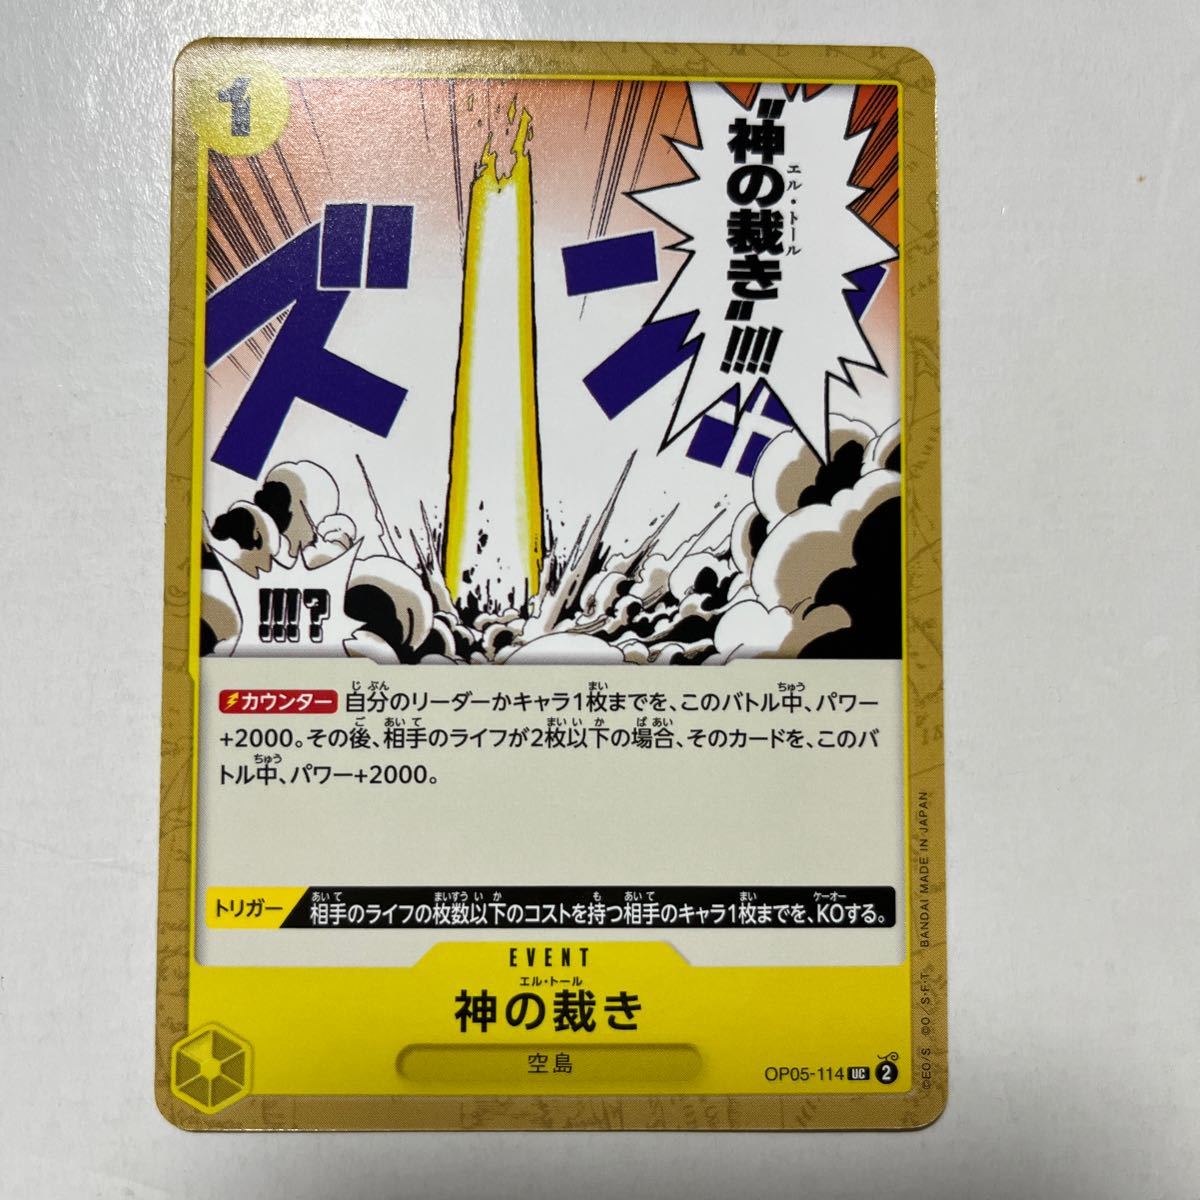 1
"神の裁き"!!!!
エル・トール
ズン
!!!?
カウンター 自分のリーダーかキャラ1枚までを、このバトル中、パワー
+2000。その後、相手のライフが2枚以下の場合、そのカードを、このバ
トル中、パワー+2000。
トリガー 相手のライフの枚数以下のコストを持つ相手のキャラ1枚までを、KOする。
EVENT
エル・トール
神の裁き
空島
OP05-114 UC 2
©EO/S. ©O/S・F・T BANDAI MADE IN JAPAN